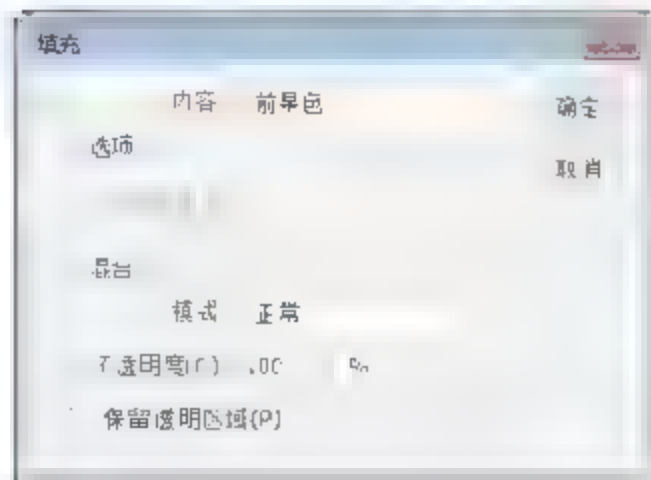 填充
内容 前景色 确定
选项
取消
混合
模式 正常
不透明度(O) 100 %
保留透明区域(P)